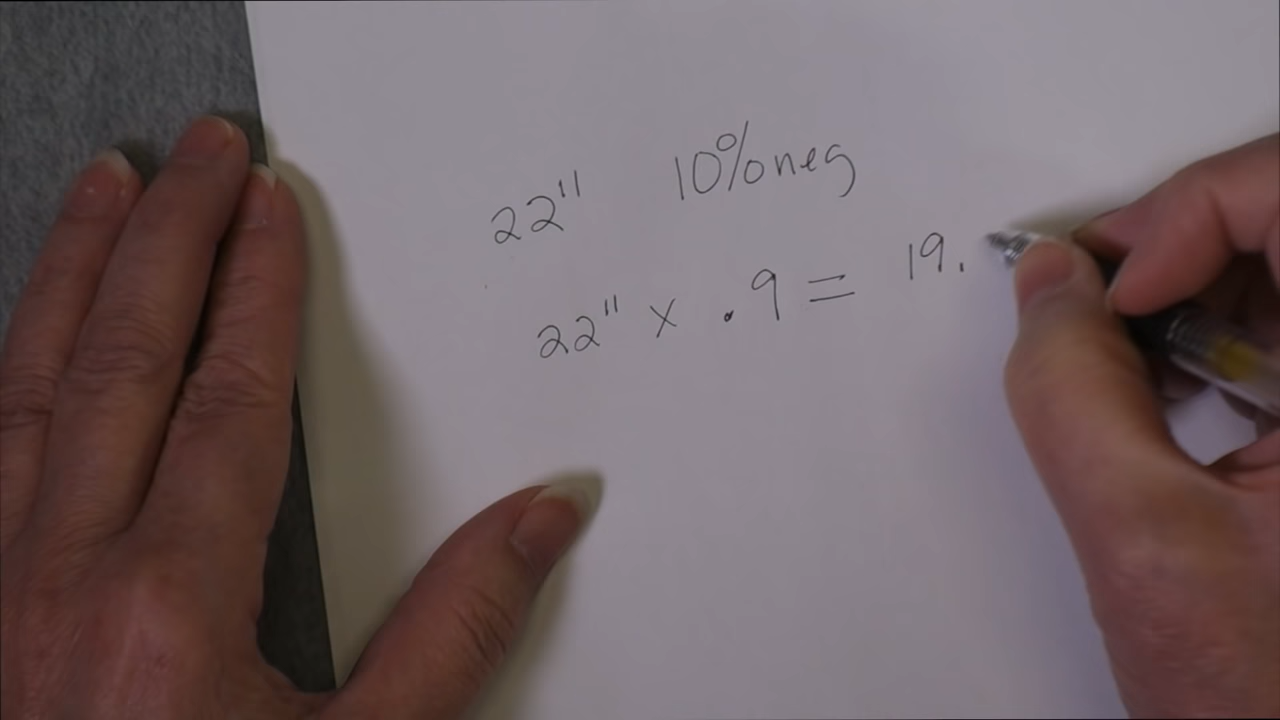 22" 10% neg
22" x .9 = 19.